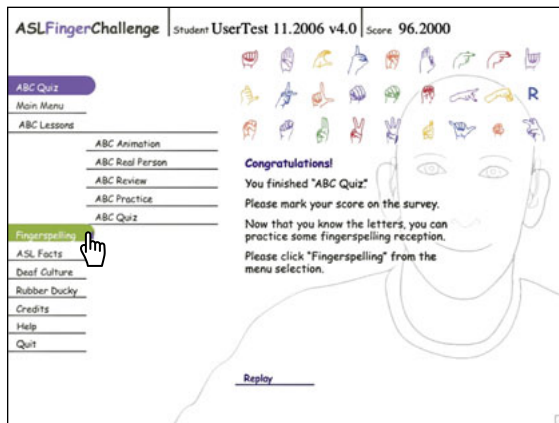 ASLFingerChallenge Student UserTest 11.2006 v4.0 Score 96.2000
ABC Quiz
Main Menu
ABC Lessons
ABC Animation
ABC Real Person
ABC Review
ABC Practice
ABC Quiz
Fingerspelling
ASL Facts
Deaf Culture
Rubber Ducky
Credits
Help
Quit
R
Congratulations!
You finished "ABC Quiz".
Please mark your score on the survey.
Now that you know the letters, you can
practice some fingerspelling reception.
Please click "Fingerspelling" from the
menu selection.
Replay